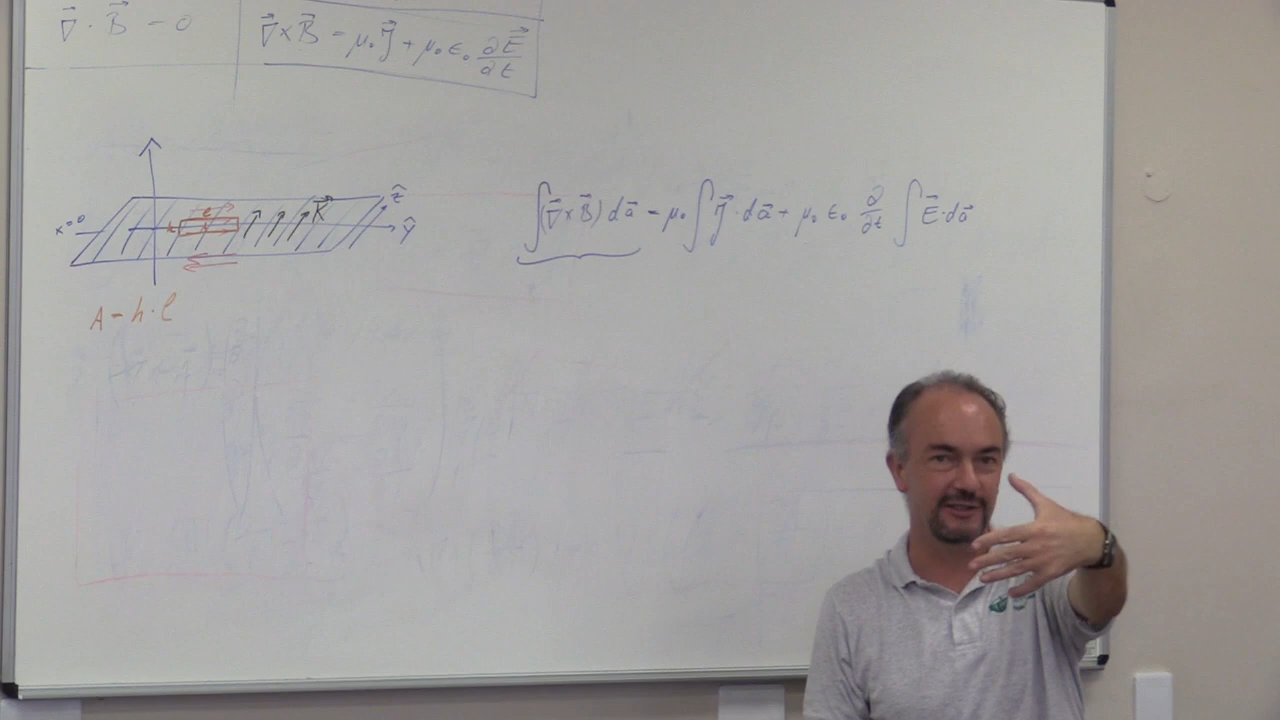 ∇⃗ · B⃗ = 0
∇⃗ × B⃗ = μ₀ J⃗ + μ₀ ε₀ ∂E⃗/∂t
x=0
ℓ
K⃗
ẑ
ŷ
A = h · ℓ
∫(∇⃗ × B⃗) da⃗ = μ₀ ∫ J⃗ · da⃗ + μ₀ ε₀ ∂/∂t ∫ E⃗ · da⃗